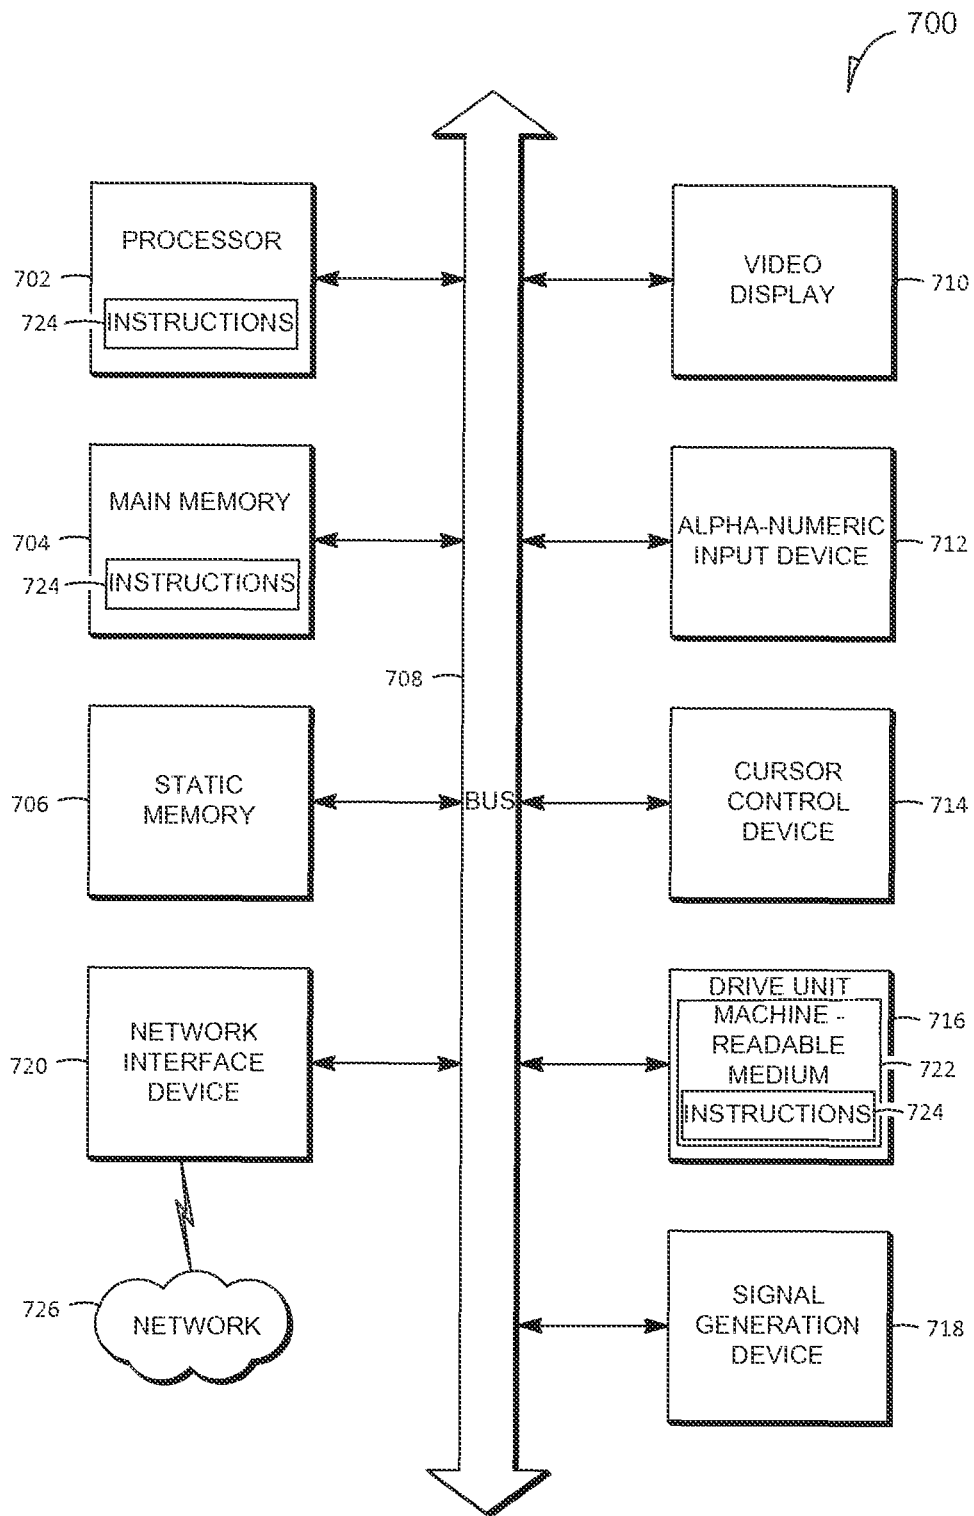 700
PROCESSOR
702
724
INSTRUCTIONS
VIDEO
DISPLAY
710
MAIN MEMORY
704
724
INSTRUCTIONS
ALPHA-NUMERIC
INPUT DEVICE
712
708
STATIC
MEMORY
706
BUS
CURSOR
CONTROL
DEVICE
714
NETWORK
INTERFACE
DEVICE
720
DRIVE UNIT
716
MACHINE-
READABLE
MEDIUM
722
INSTRUCTIONS
724
726
NETWORK
SIGNAL
GENERATION
DEVICE
718